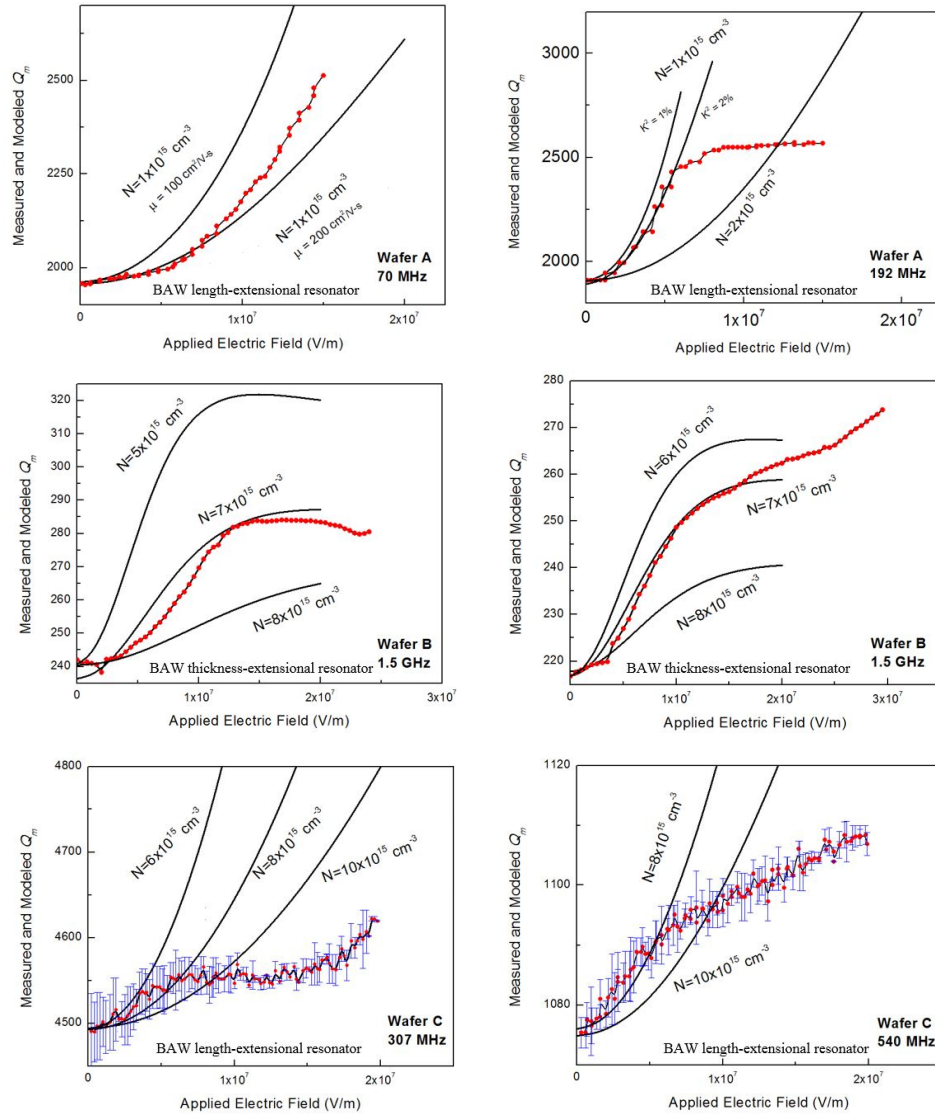 Measured and Modeled Qm
2500
2250
2000
N=1x10^15 cm^-3
μ = 100 cm^2/V-s
N=1x10^15 cm^-3
μ = 200 cm^2/V-s
Wafer A
70 MHz
BAW length-extensional resonator
0
1x10^7
2x10^7
Applied Electric Field (V/m)
Measured and Modeled Qm
3000
2500
2000
N=1x10^15 cm^-3
K^2 = 1%
K^2 = 2%
N=2x10^15 cm^-3
Wafer A
192 MHz
BAW length-extensional resonator
0
1x10^7
2x10^7
Applied Electric Field (V/m)
Measured and Modeled Qm
320
310
300
290
280
270
260
250
240
N=5x10^15 cm^-3
N=7x10^15 cm^-3
N=8x10^15 cm^-3
Wafer B
1.5 GHz
BAW thickness-extensional resonator
0
1x10^7
2x10^7
3x10^7
Applied Electric Field (V/m)
Measured and Modeled Qm
280
270
260
250
240
230
220
N=6x10^15 cm^-3
N=7x10^15 cm^-3
N=8x10^15 cm^-3
Wafer B
1.5 GHz
BAW thickness-extensional resonator
0
1x10^7
2x10^7
3x10^7
Applied Electric Field (V/m)
Measured and Modeled Qm
4800
4700
4600
4500
N=6x10^15 cm^-3
N=8x10^15 cm^-3
N=10x10^15 cm^-3
Wafer C
307 MHz
BAW length-extensional resonator
0
1x10^7
2x10^7
Applied Electric Field (V/m)
Measured and Modeled Qm
1120
1100
1080
N=8x10^15 cm^-3
N=10x10^15 cm^-3
Wafer C
540 MHz
BAW length-extensional resonator
0
1x10^7
2x10^7
Applied Electric Field (V/m)